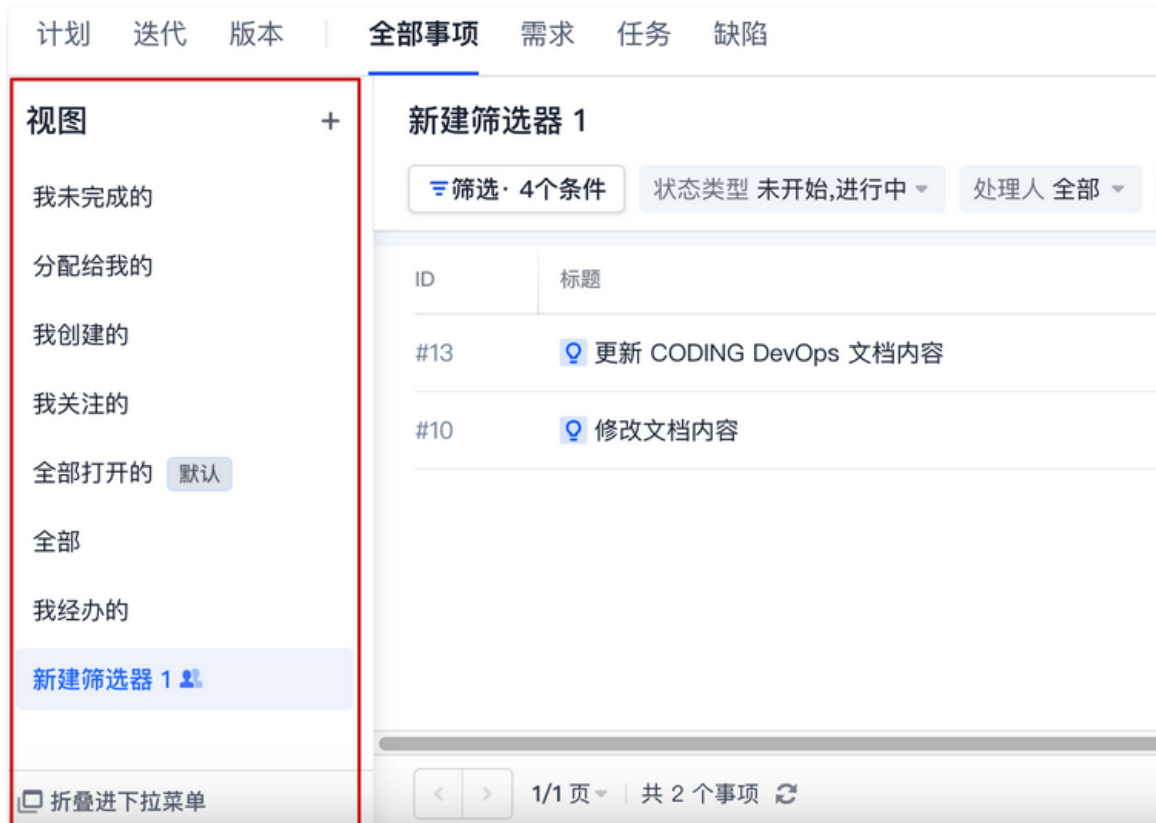 计划 迭代 版本 全部事项 需求 任务 缺陷
视图 +
我未完成的
分配给我的
我创建的
我关注的
全部打开的 默认
全部
我经办的
新建筛选器 1
折叠进下拉菜单
新建筛选器 1
筛选· 4个条件 状态类型 未开始,进行中 处理人 全部
ID 标题
#13 更新 CODING DevOps 文档内容
#10 修改文档内容
1/1 页 共 2 个事项